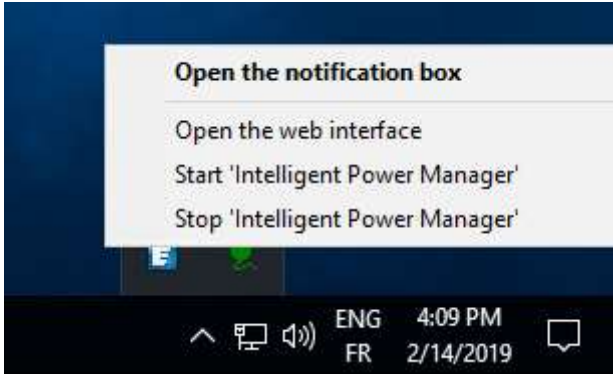 Open the notification box
Open the web interface
Start 'Intelligent Power Manager'
Stop 'Intelligent Power Manager'
ENG 4:09 PM
FR 2/14/2019